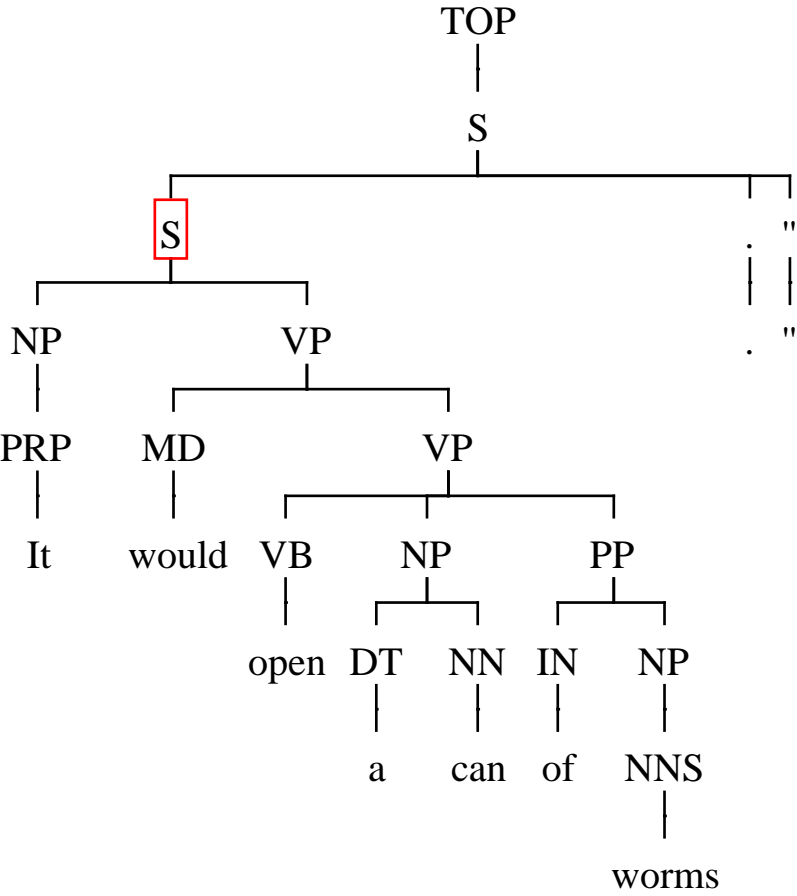 TOP
S
S . "
NP VP . "
PRP MD VP
It would VB NP PP
open DT NN IN NP
a can of NNS
worms